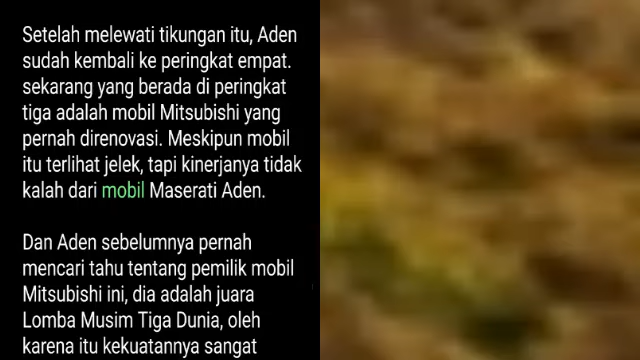 Setelah melewati tikungan itu, Aden
sudah kembali ke peringkat empat.
sekarang yang berada di peringkat
tiga adalah mobil Mitsubishi yang
pernah direnovasi. Meskipun mobil
itu terlihat jelek, tapi kinerjanya tidak
kalah dari mobil Maserati Aden.
Dan Aden sebelumnya pernah
mencari tahu tentang pemilik mobil
Mitsubishi ini, dia adalah juara
Lomba Musim Tiga Dunia, oleh
karena itu kekuatannya sangat